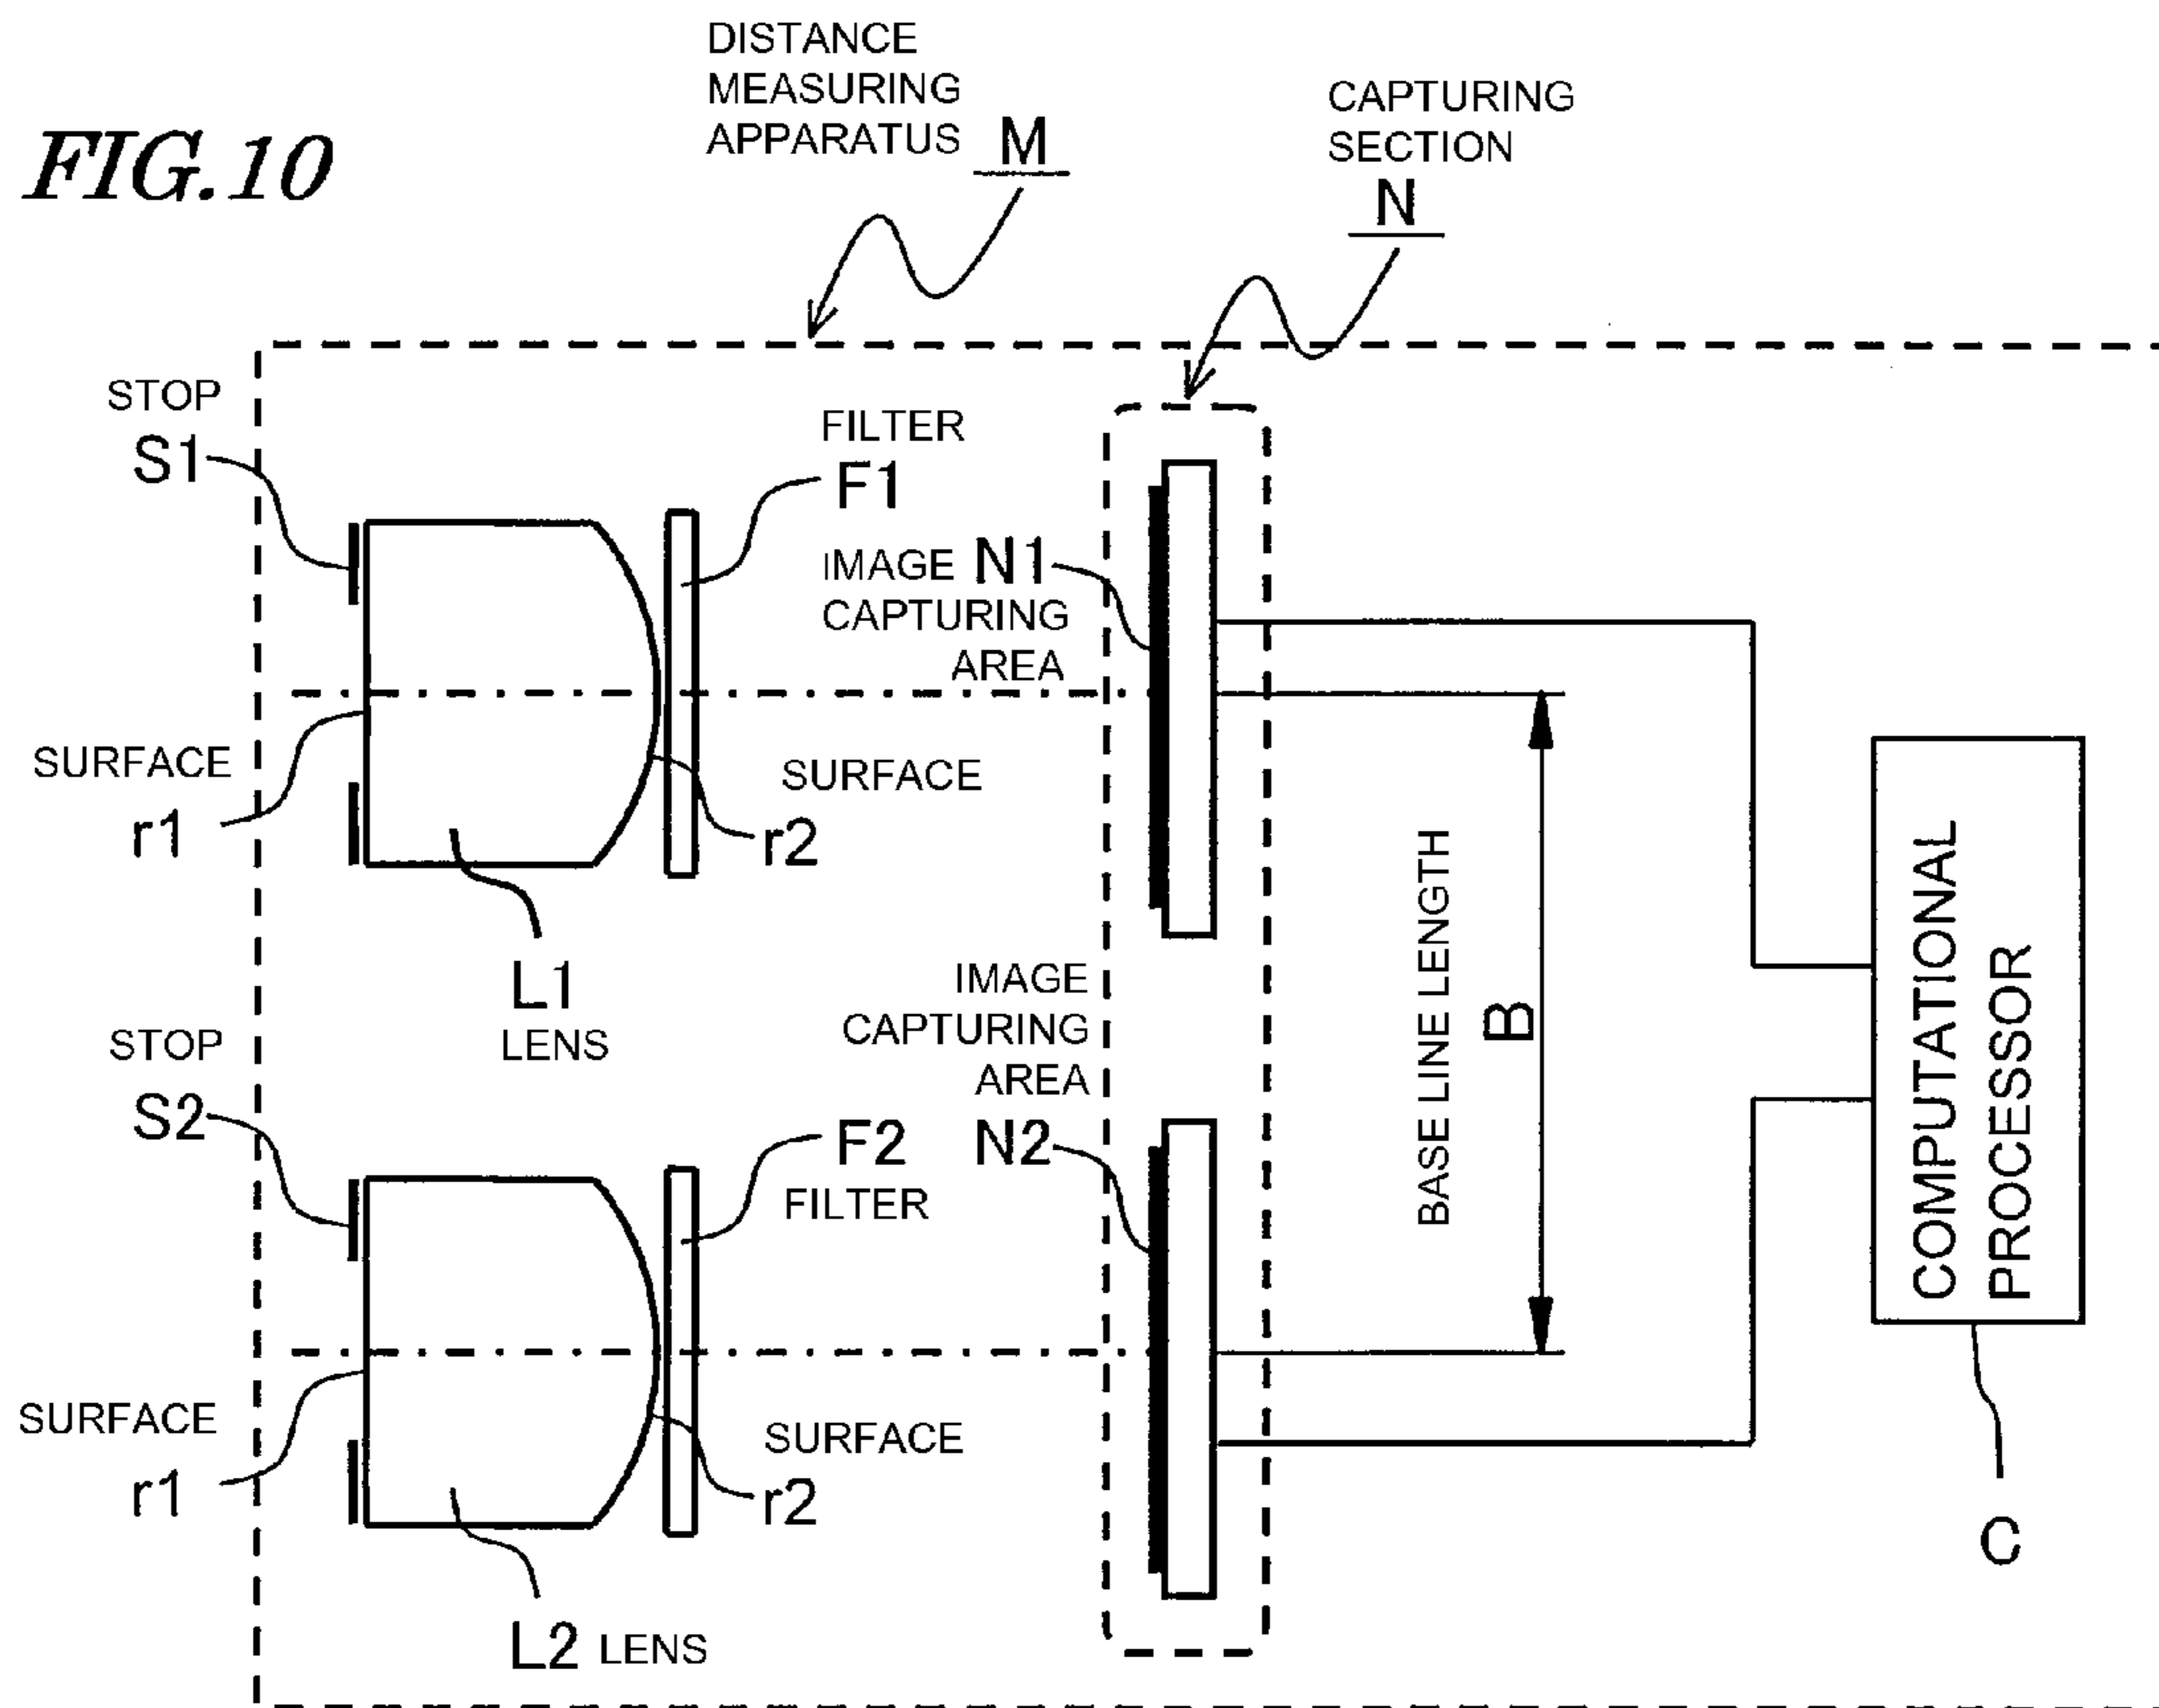 FIG.10
DISTANCE
MEASURING
APPARATUS M
CAPTURING
SECTION
N
STOP
S1
FILTER
F1
IMAGE N1
CAPTURING
AREA
SURFACE
r1
SURFACE
r2
L1
LENS
BASE LINE LENGTH
B
COMPUTATIONAL
PROCESSOR
C
IMAGE
CAPTURING
AREA
N2
STOP
S2
F2
FILTER
SURFACE
r1
SURFACE
r2
L2 LENS